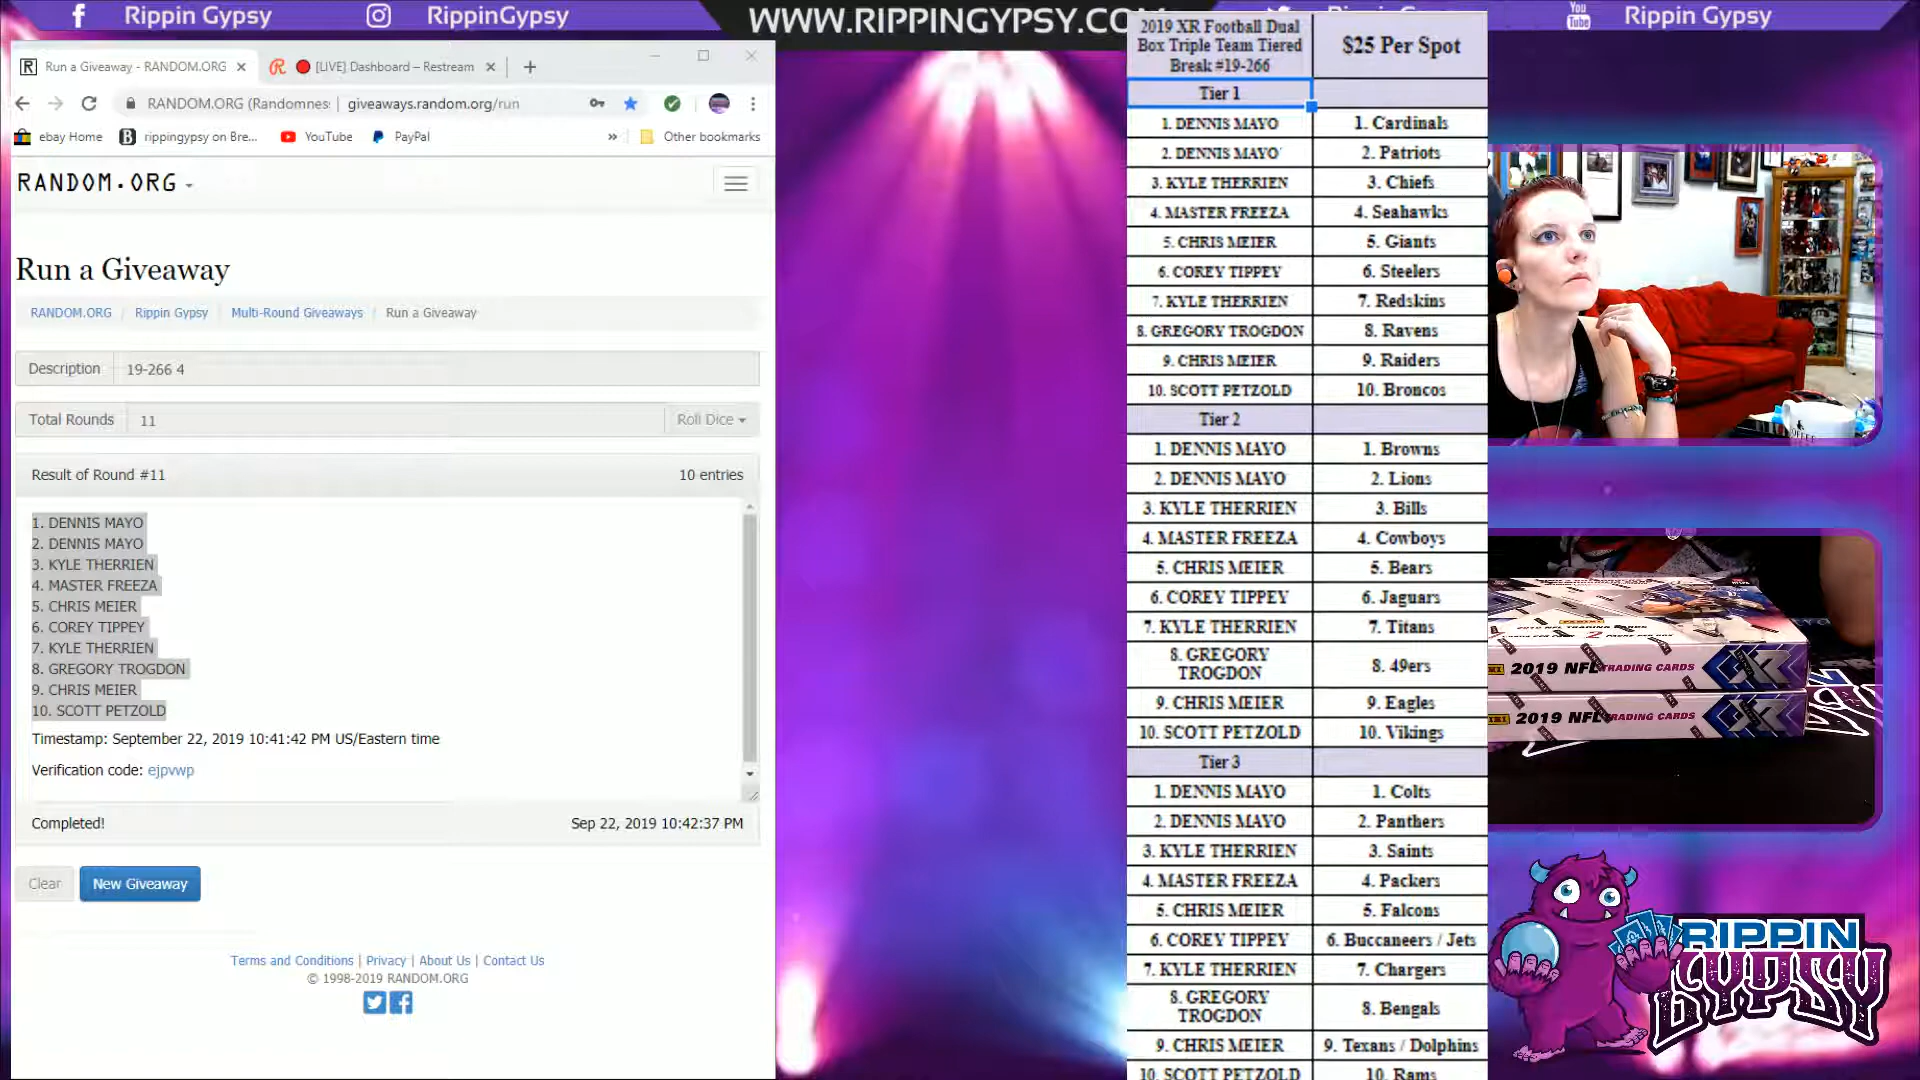 Rippin Gypsy
RippinGypsy
WWW.RIPPINGYPSY.CO
Rippin Gypsy
Run a Giveaway - RANDOM.ORG
[LIVE] Dashboard – Restream
RANDOM.ORG (Randomnes: giveaways.random.org/run
ebay Home
rippingypsy on Bre...
YouTube
PayPal
»
Other bookmarks
RANDOM.ORG
Run a Giveaway
RANDOM.ORG / Rippin Gypsy / Multi-Round Giveaways / Run a Giveaway
Description 19-266 4
Total Rounds 11 Roll Dice
Result of Round #11 10 entries
1. DENNIS MAYO
2. DENNIS MAYO
3. KYLE THERRIEN
4. MASTER FREEZA
5. CHRIS MEIER
6. COREY TIPPEY
7. KYLE THERRIEN
8. GREGORY TROGDON
9. CHRIS MEIER
10. SCOTT PETZOLD
Timestamp: September 22, 2019 10:41:42 PM US/Eastern time
Verification code: ejpvwp
Completed! Sep 22, 2019 10:42:37 PM
Clear
New Giveaway
Terms and Conditions | Privacy | About Us | Contact Us
© 1998-2019 RANDOM.ORG
2019 XR Football Dual
Box Triple Team Tiered
Break #19-266
$25 Per Spot
Tier 1
1. DENNIS MAYO 1. Cardinals
2. DENNIS MAYO 2. Patriots
3. KYLE THERRIEN 3. Chiefs
4. MASTER FREEZA 4. Seahawks
5. CHRIS MEIER 5. Giants
6. COREY TIPPEY 6. Steelers
7. KYLE THERRIEN 7. Redskins
8. GREGORY TROGDON 8. Ravens
9. CHRIS MEIER 9. Raiders
10. SCOTT PETZOLD 10. Broncos
Tier 2
1. DENNIS MAYO 1. Browns
2. DENNIS MAYO 2. Lions
3. KYLE THERRIEN 3. Bills
4. MASTER FREEZA 4. Cowboys
5. CHRIS MEIER 5. Bears
6. COREY TIPPEY 6. Jaguars
7. KYLE THERRIEN 7. Titans
8. GREGORY
TROGDON
8. 49ers
9. CHRIS MEIER 9. Eagles
10. SCOTT PETZOLD 10. Vikings
Tier 3
1. DENNIS MAYO 1. Colts
2. DENNIS MAYO 2. Panthers
3. KYLE THERRIEN 3. Saints
4. MASTER FREEZA 4. Packers
5. CHRIS MEIER 5. Falcons
6. COREY TIPPEY 6. Buccaneers / Jets
7. KYLE THERRIEN 7. Chargers
8. GREGORY
TROGDON
8. Bengals
9. CHRIS MEIER 9. Texans / Dolphins
10. SCOTT PETZOLD 10. Rams
2019 NFL TRADING CARDS
2019 NFL TRADING CARDS
RIPPIN
GYPSY